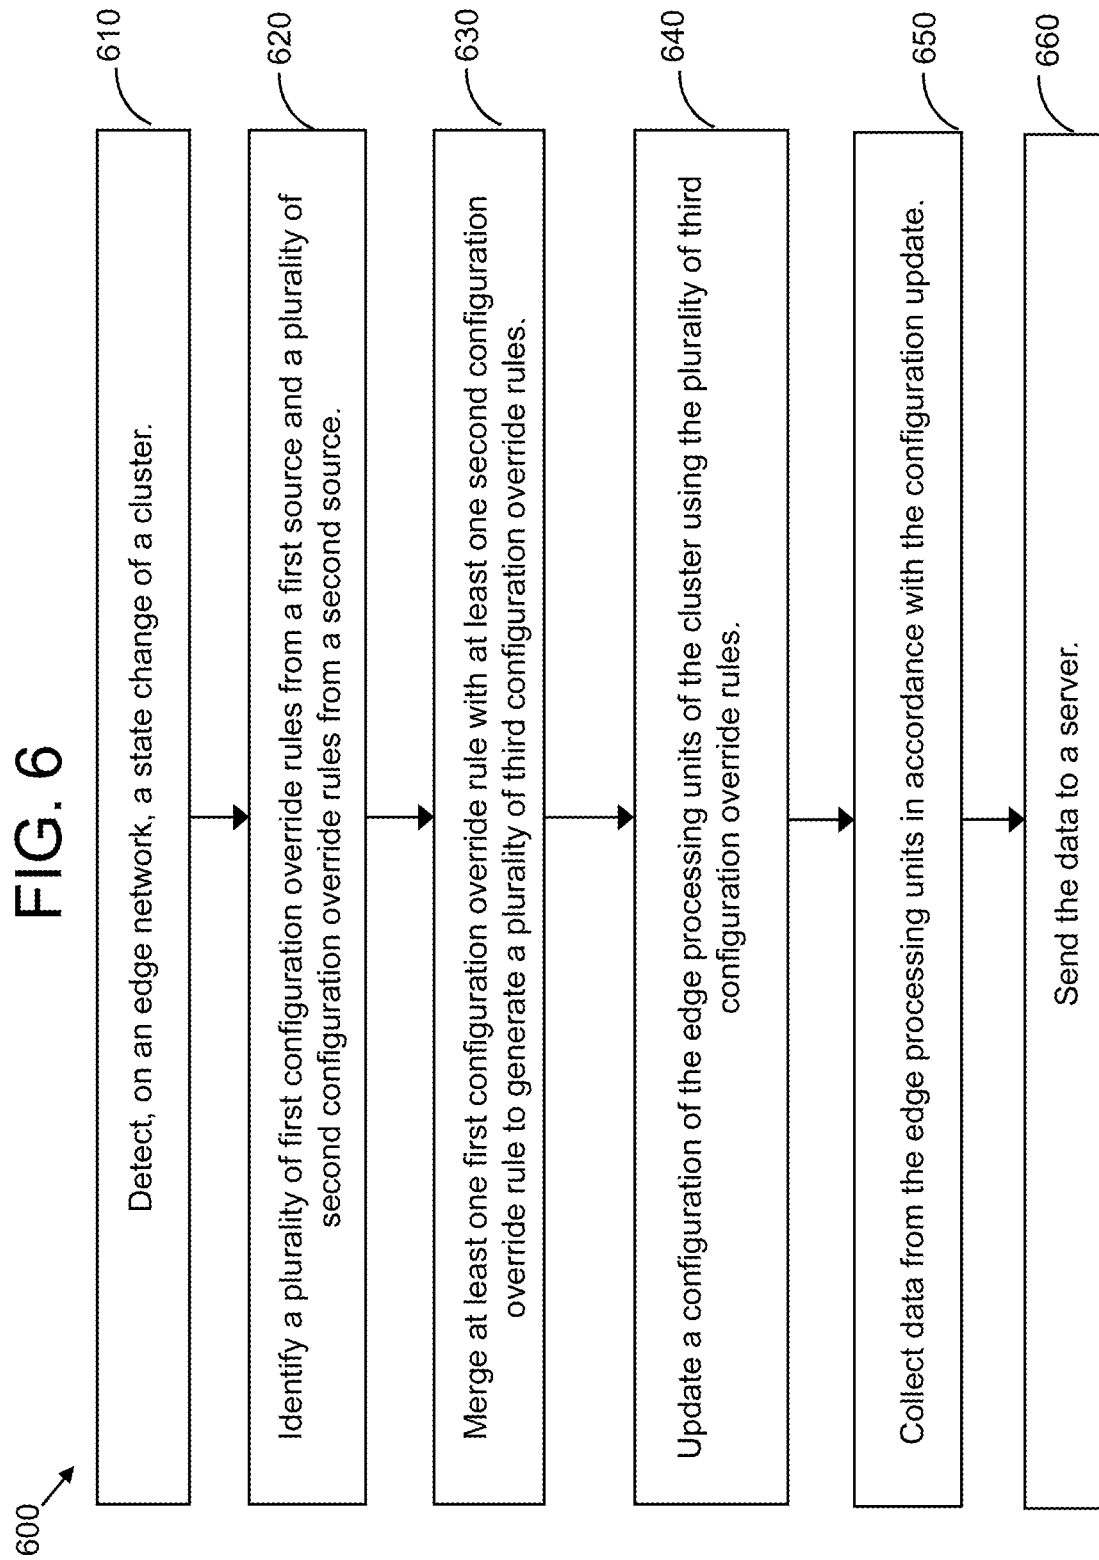 FIG. 6
600
610
Detect, on an edge network, a state change of a cluster.
620
Identify a plurality of first configuration override rules from a first source and a plurality of
second configuration override rules from a second source.
630
Merge at least one first configuration override rule with at least one second configuration
override rule to generate a plurality of third configuration override rules.
640
Update a configuration of the edge processing units of the cluster using the plurality of third
configuration override rules.
650
Collect data from the edge processing units in accordance with the configuration update.
660
Send the data to a server.